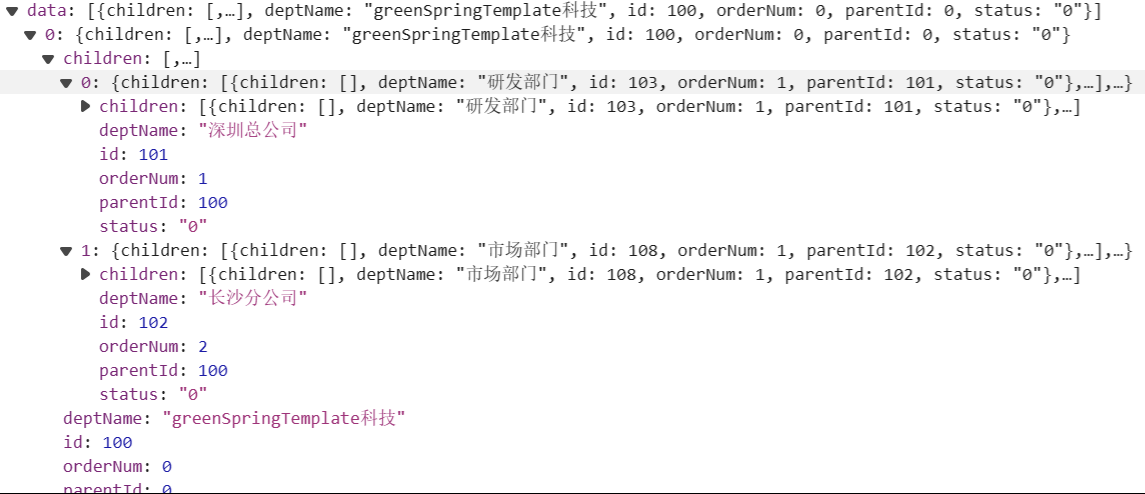 data: [{children: [,…], deptName: "greenSpringTemplate科技", id: 100, orderNum: 0, parentId: 0, status: "0"}]
0: {children: [,…], deptName: "greenSpringTemplate科技", id: 100, orderNum: 0, parentId: 0, status: "0"}
children: [,…]
0: {children: [{children: [], deptName: "研发部门", id: 103, orderNum: 1, parentId: 101, status: "0"},…],…}
children: [{children: [], deptName: "研发部门", id: 103, orderNum: 1, parentId: 101, status: "0"},…]
deptName: "深圳总公司"
id: 101
orderNum: 1
parentId: 100
status: "0"
1: {children: [{children: [], deptName: "市场部门", id: 108, orderNum: 1, parentId: 102, status: "0"},…],…}
children: [{children: [], deptName: "市场部门", id: 108, orderNum: 1, parentId: 102, status: "0"},…]
deptName: "长沙分公司"
id: 102
orderNum: 2
parentId: 100
status: "0"
deptName: "greenSpringTemplate科技"
id: 100
orderNum: 0
parentId: 0